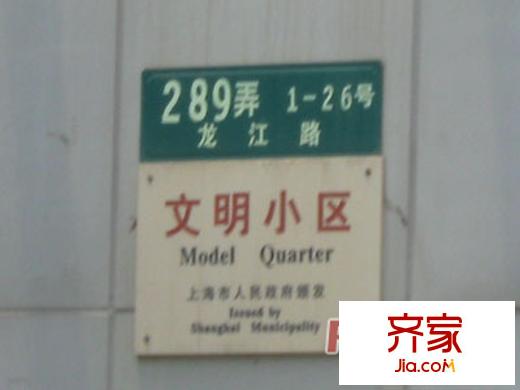 289弄 1-26号
龙江路
文明小区
Model Quarter
上海市人民政府颁发
Issued by
Shanghai Municipality
齐家
Jia.com